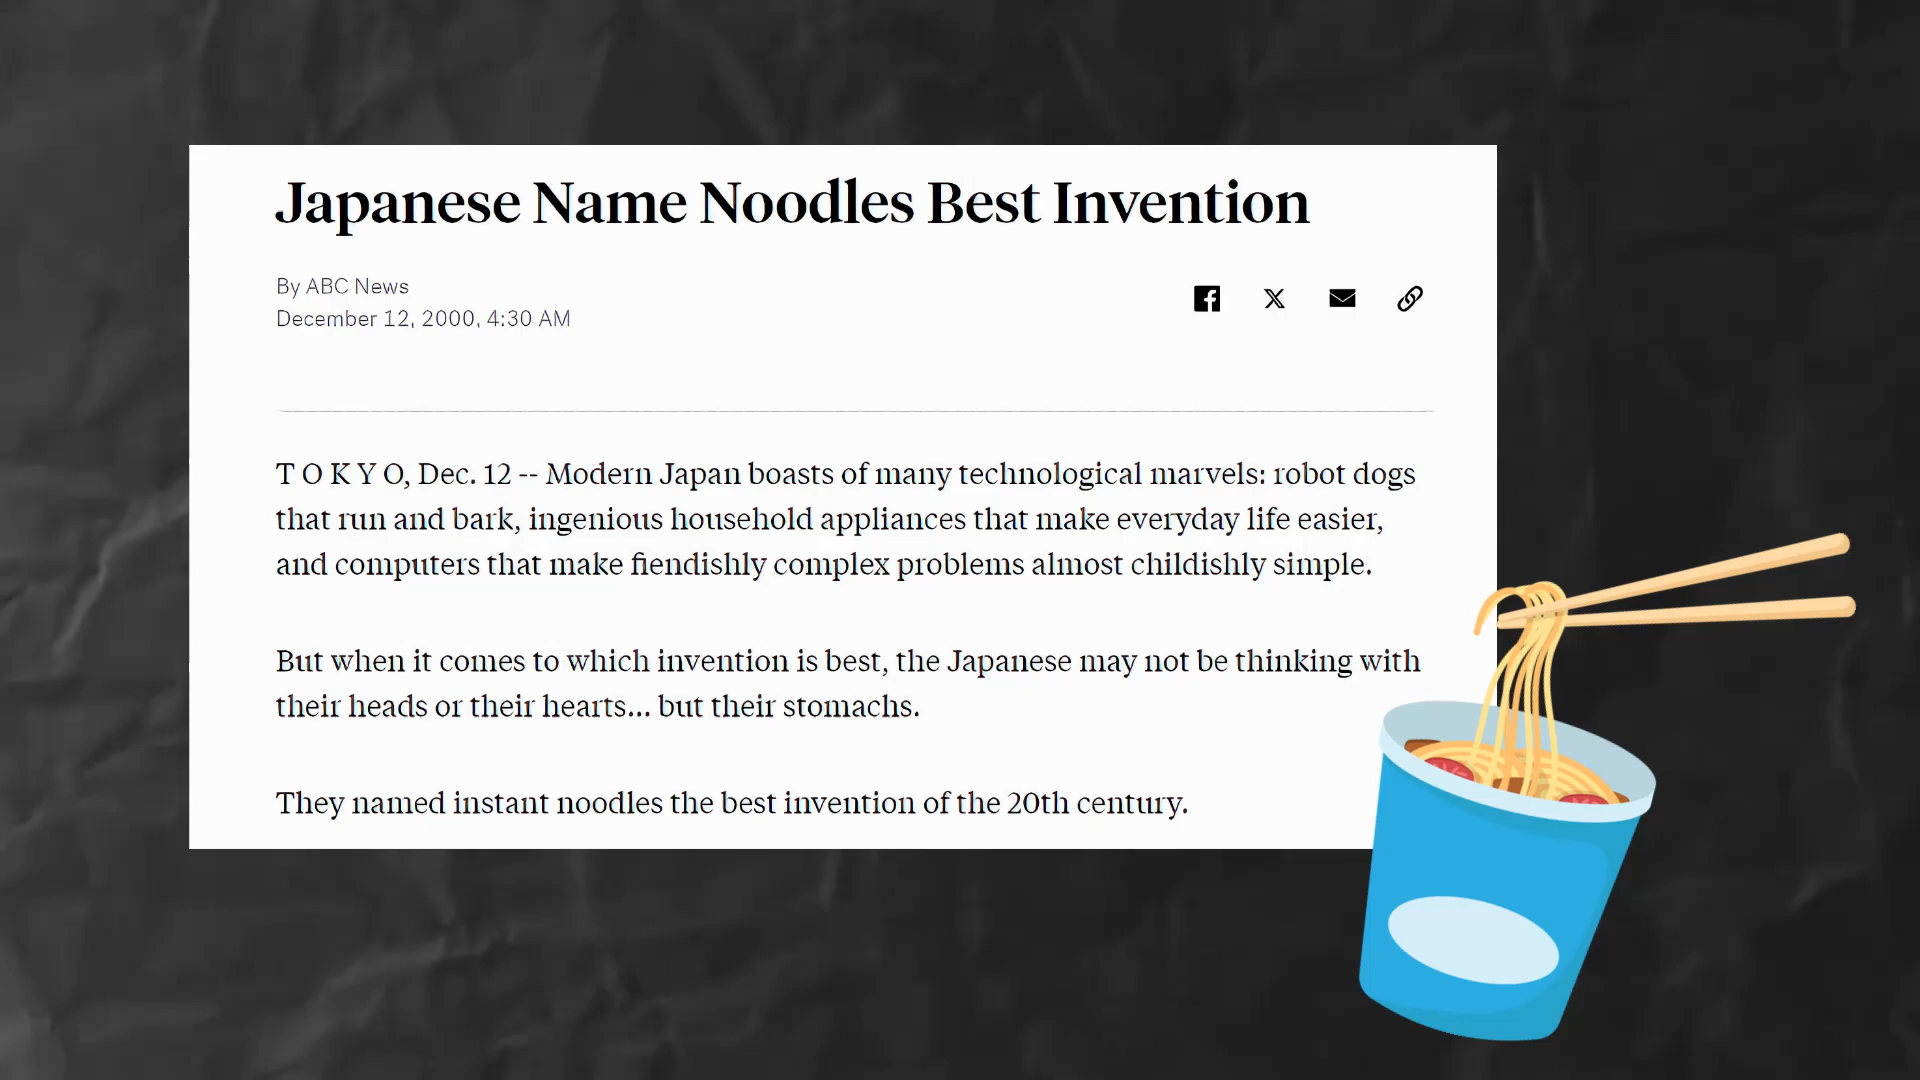 Japanese Name Noodles Best Invention
By ABC News
December 12, 2000, 4:30 AM
T O K Y O, Dec. 12 -- Modern Japan boasts of many technological marvels: robot dogs
that run and bark, ingenious household appliances that make everyday life easier,
and computers that make fiendishly complex problems almost childishly simple.
But when it comes to which invention is best, the Japanese may not be thinking with
their heads or their hearts... but their stomachs.
They named instant noodles the best invention of the 20th century.